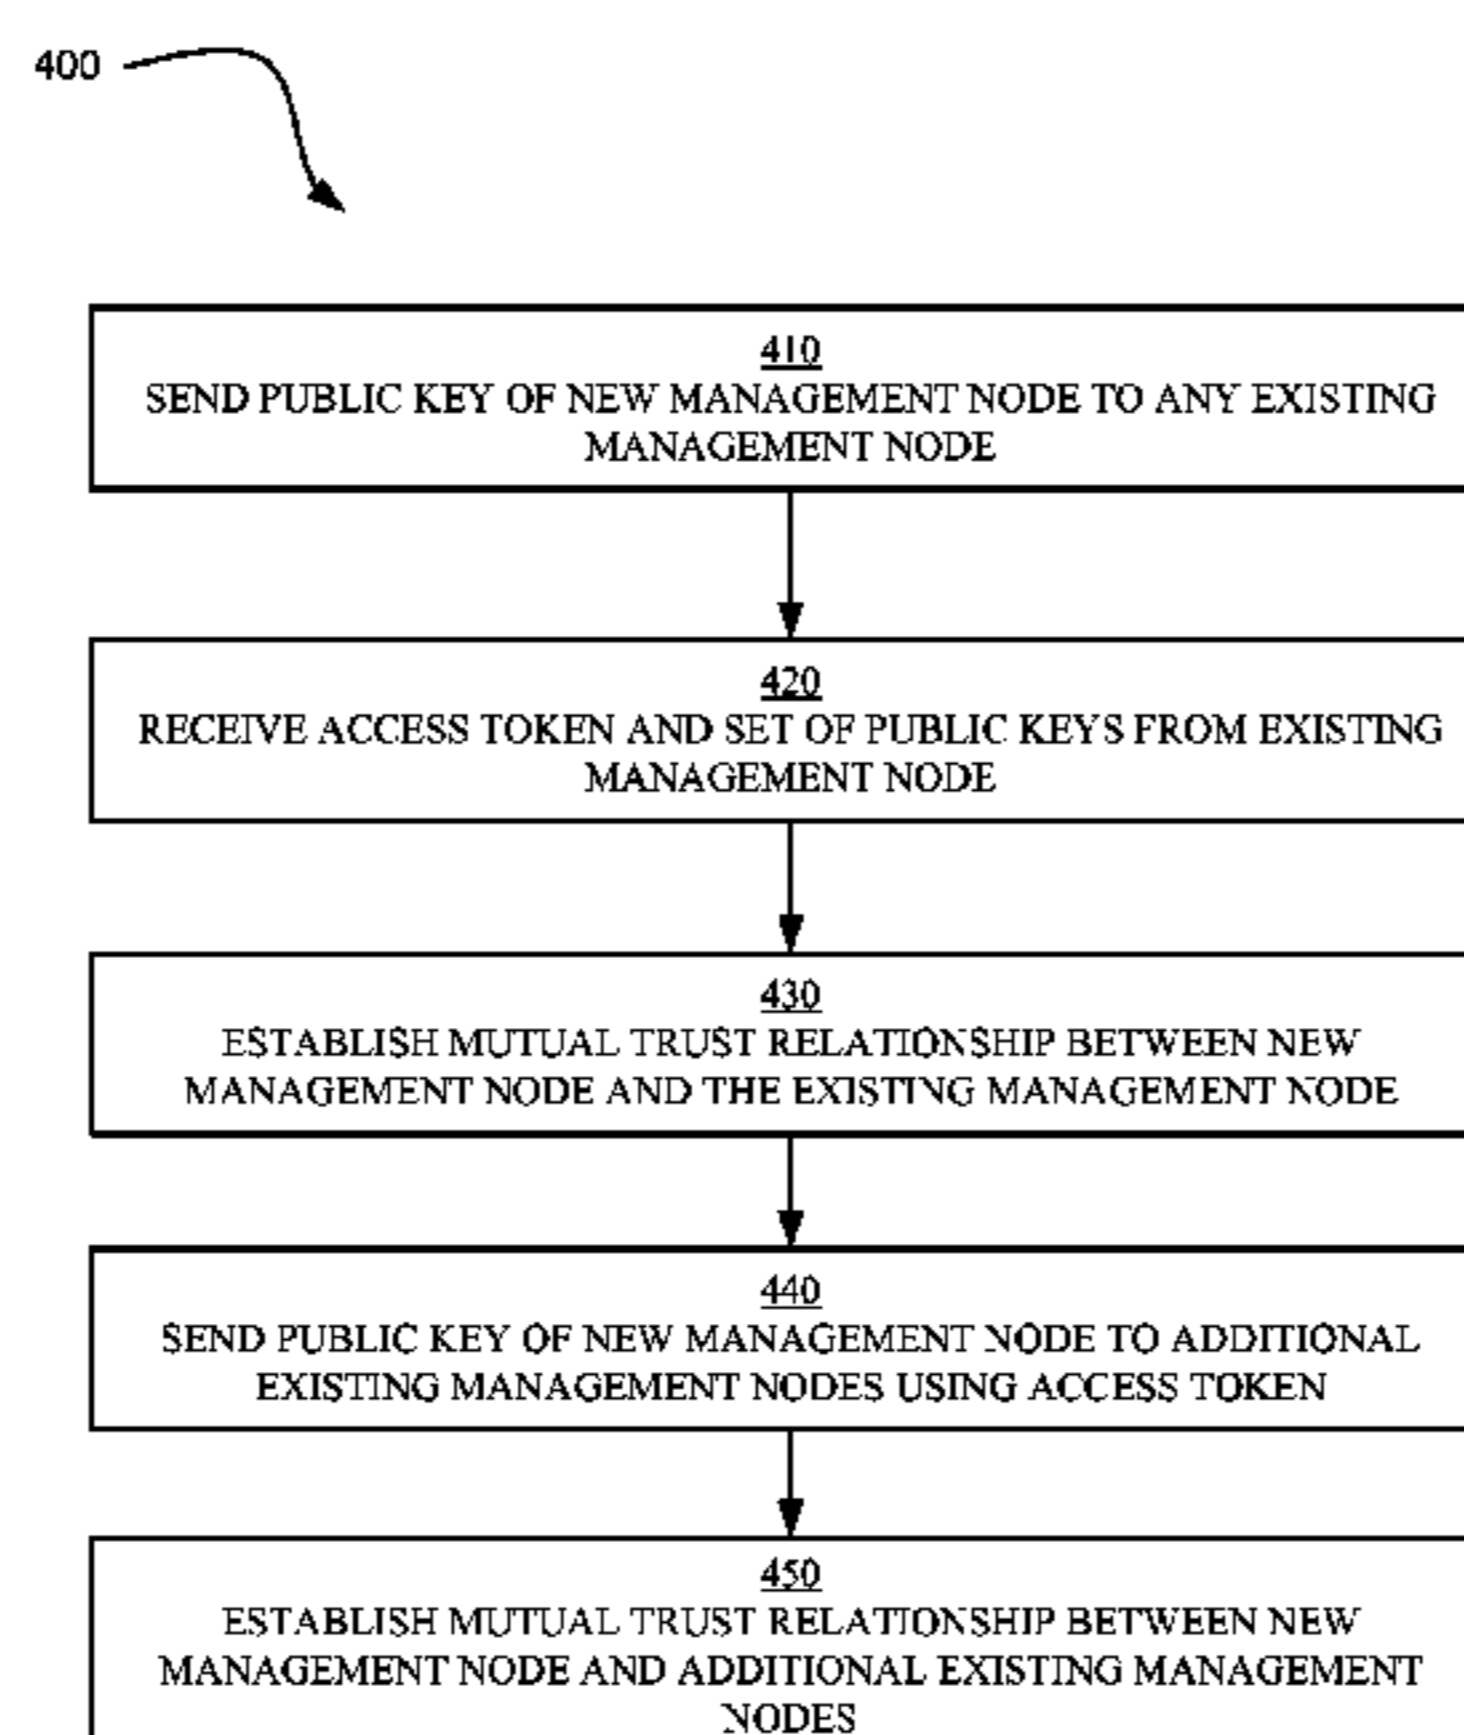 400
410
SEND PUBLIC KEY OF NEW MANAGEMENT NODE TO ANY EXISTING
MANAGEMENT NODE
420
RECEIVE ACCESS TOKEN AND SET OF PUBLIC KEYS FROM EXISTING
MANAGEMENT NODE
430
ESTABLISH MUTUAL TRUST RELATIONSHIP BETWEEN NEW
MANAGEMENT NODE AND THE EXISTING MANAGEMENT NODE
440
SEND PUBLIC KEY OF NEW MANAGEMENT NODE TO ADDITIONAL
EXISTING MANAGEMENT NODES USING ACCESS TOKEN
450
ESTABLISH MUTUAL TRUST RELATIONSHIP BETWEEN NEW
MANAGEMENT NODE AND ADDITIONAL EXISTING MANAGEMENT
NODES